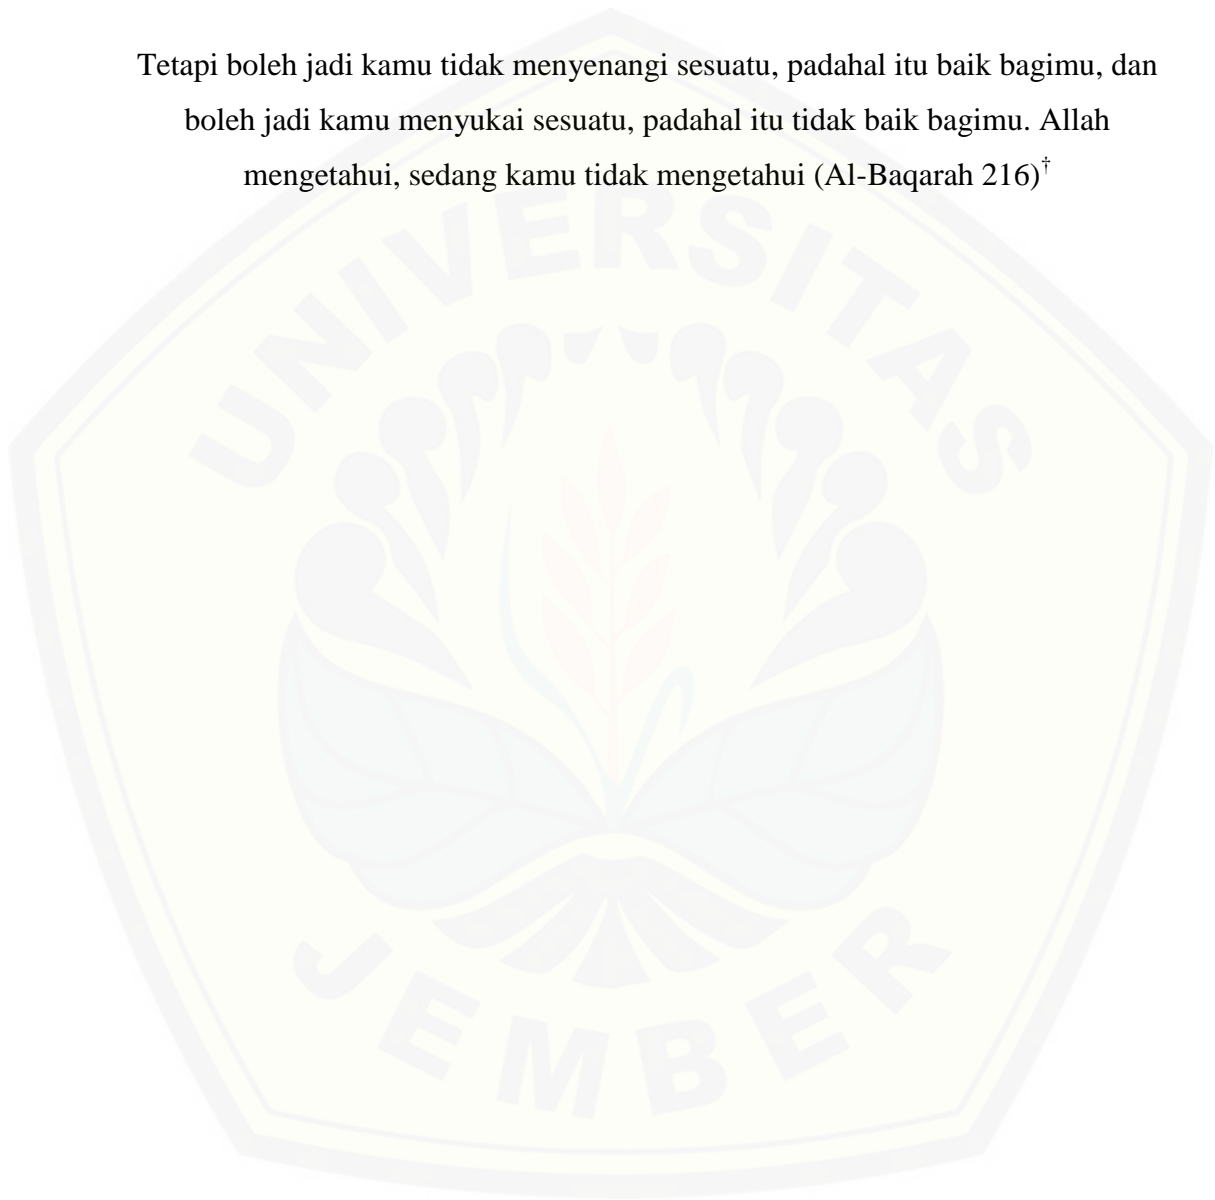 Tetapi boleh jadi kamu tidak menyenangi sesuatu, padahal itu baik bagimu, dan
boleh jadi kamu menyukai sesuatu, padahal itu tidak baik bagimu. Allah
mengetahui, sedang kamu tidak mengetahui (Al-Baqarah 216)†
UNIVERSITAS
JEMBER